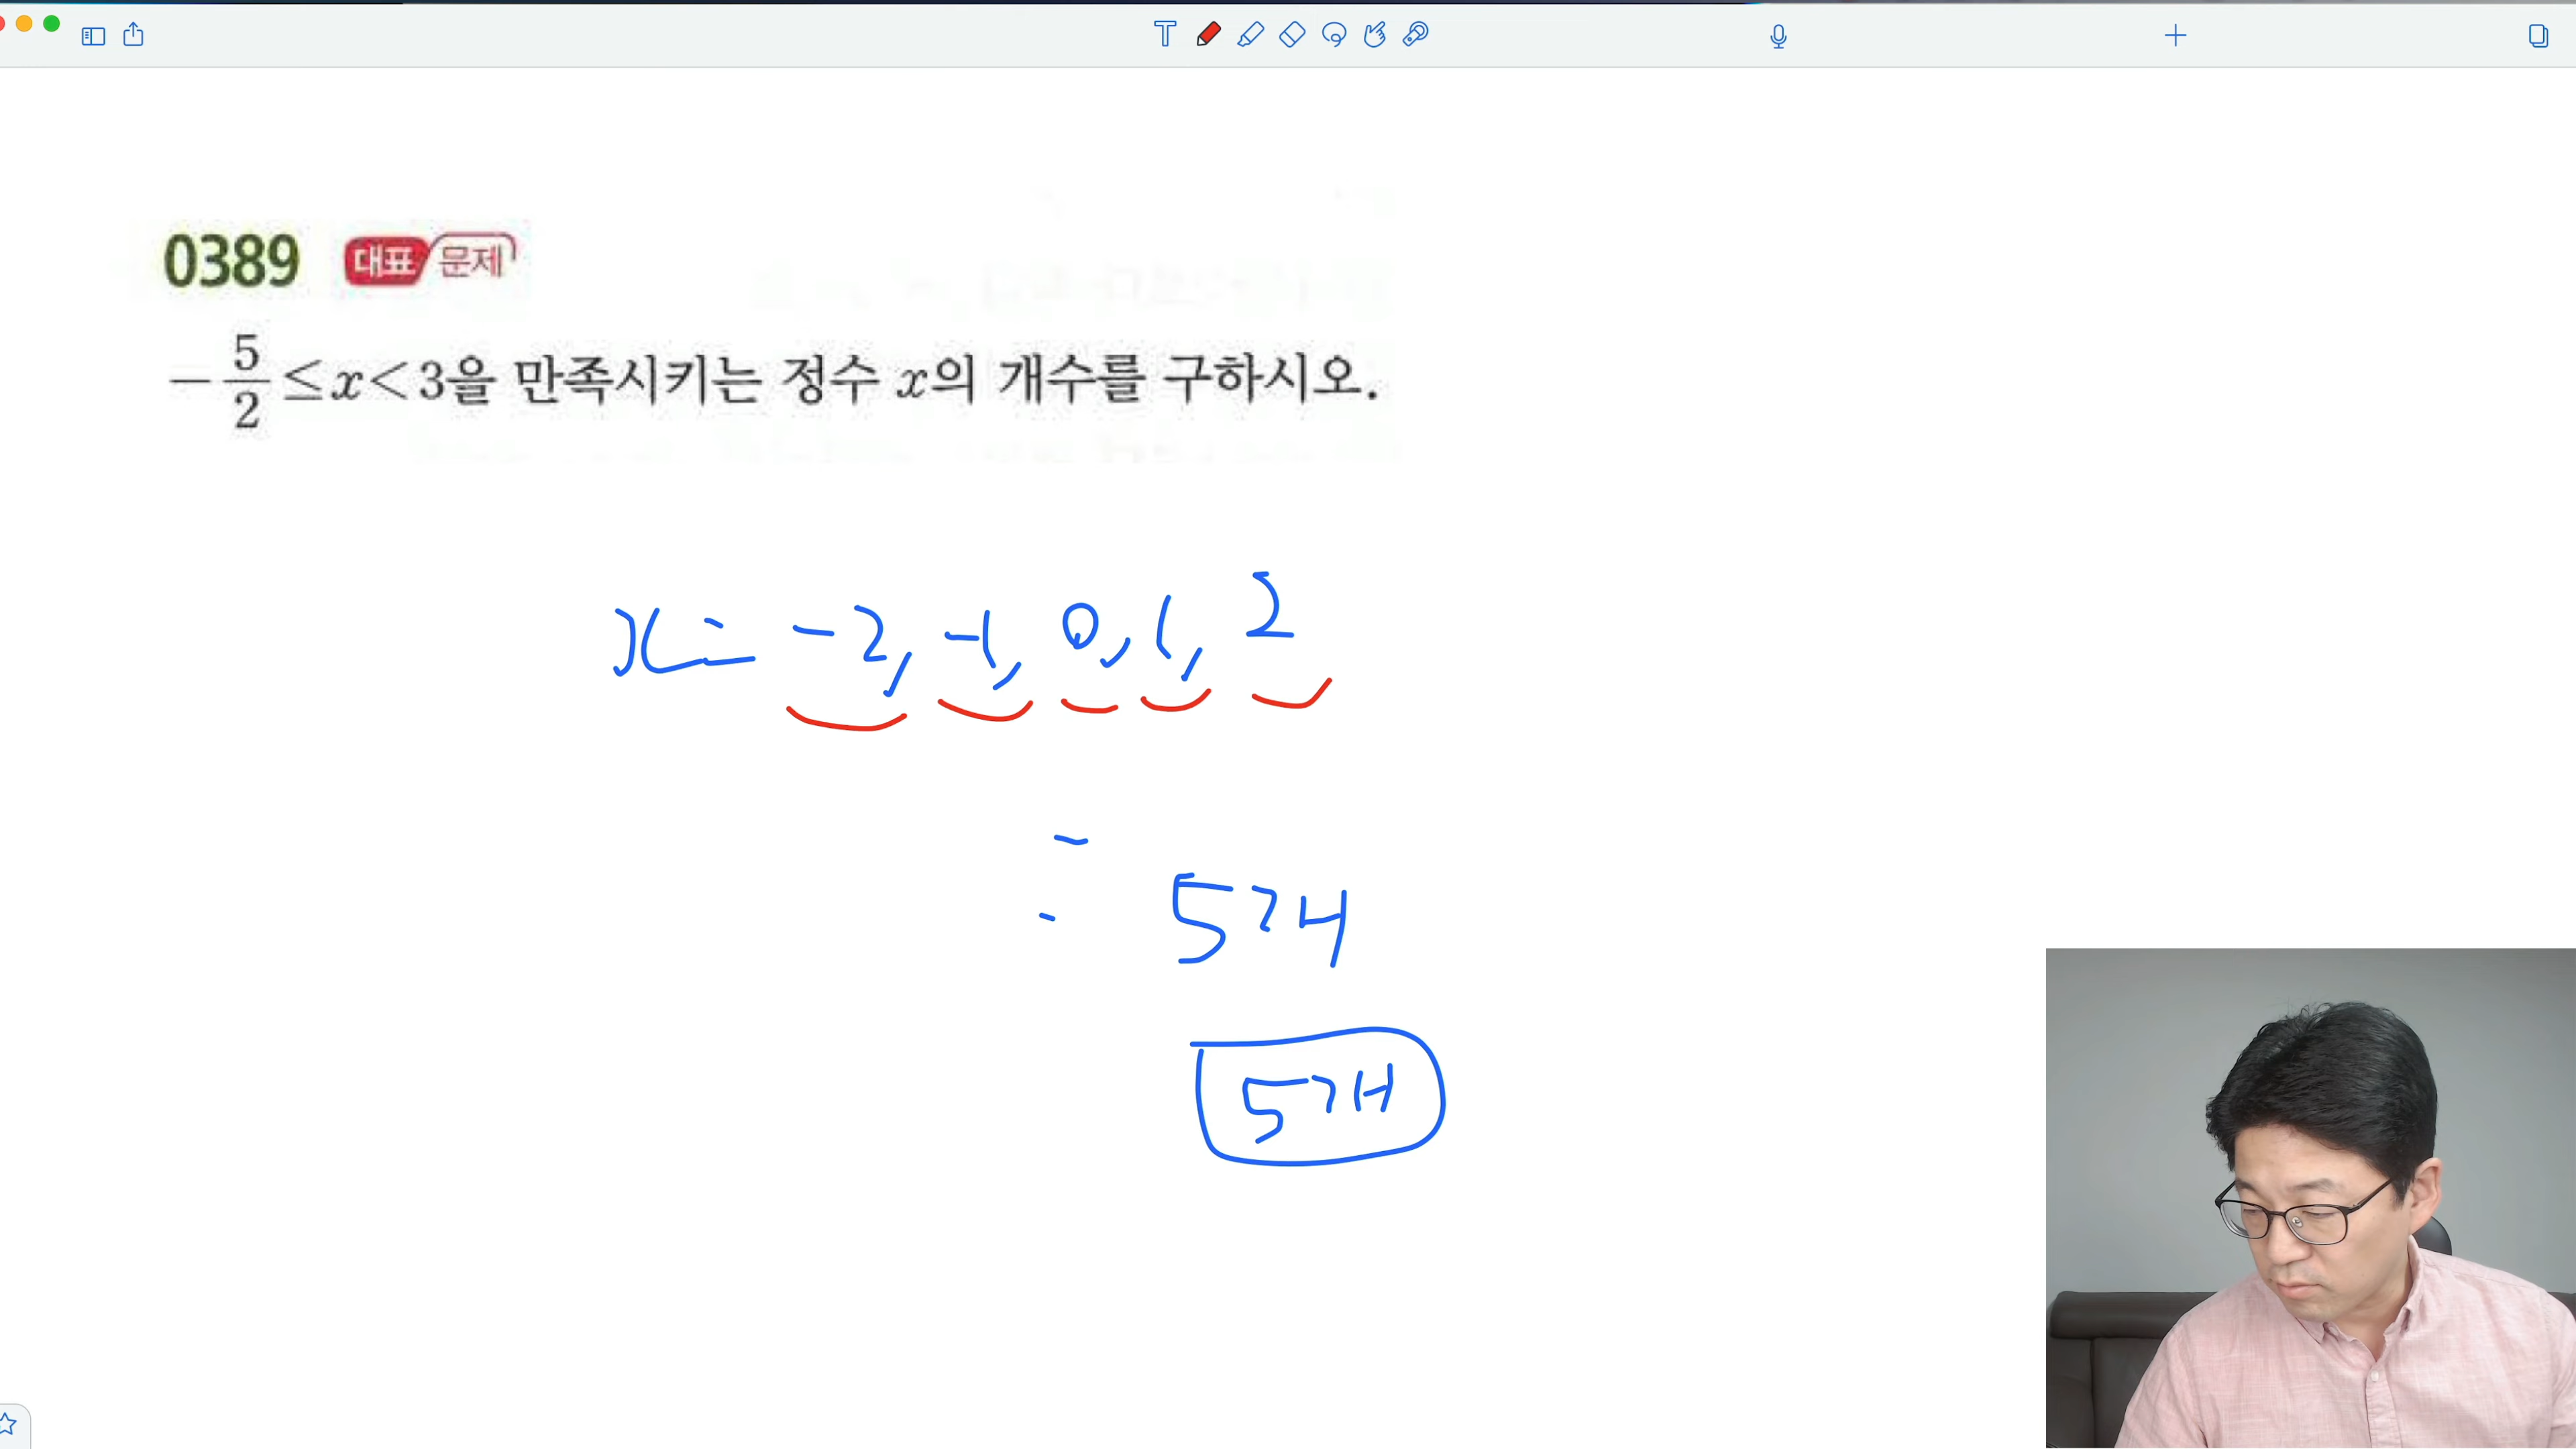 0389 대표 문제
-5/2≤x<3을 만족시키는 정수 x의 개수를 구하시오.
x= -2, -1, 0, 1, 2
5개
5개